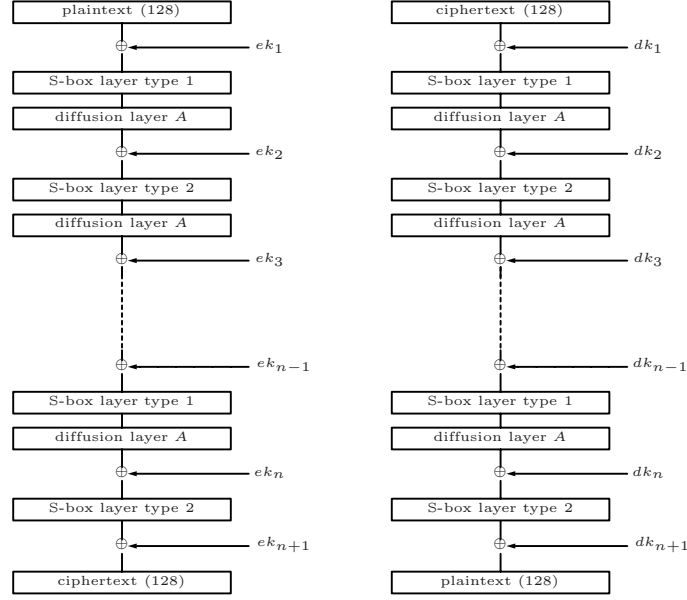 plaintext (128)
⊕ ek₁
S-box layer type 1
diffusion layer A
⊕ ek₂
S-box layer type 2
diffusion layer A
⊕ ek₃
⊕ ekₙ₋₁
S-box layer type 1
diffusion layer A
⊕ ekₙ
S-box layer type 2
⊕ ekₙ₊₁
ciphertext (128)
ciphertext (128)
⊕ dk₁
S-box layer type 1
diffusion layer A
⊕ dk₂
S-box layer type 2
diffusion layer A
⊕ dk₃
⊕ dkₙ₋₁
S-box layer type 1
diffusion layer A
⊕ dkₙ
S-box layer type 2
⊕ dkₙ₊₁
plaintext (128)